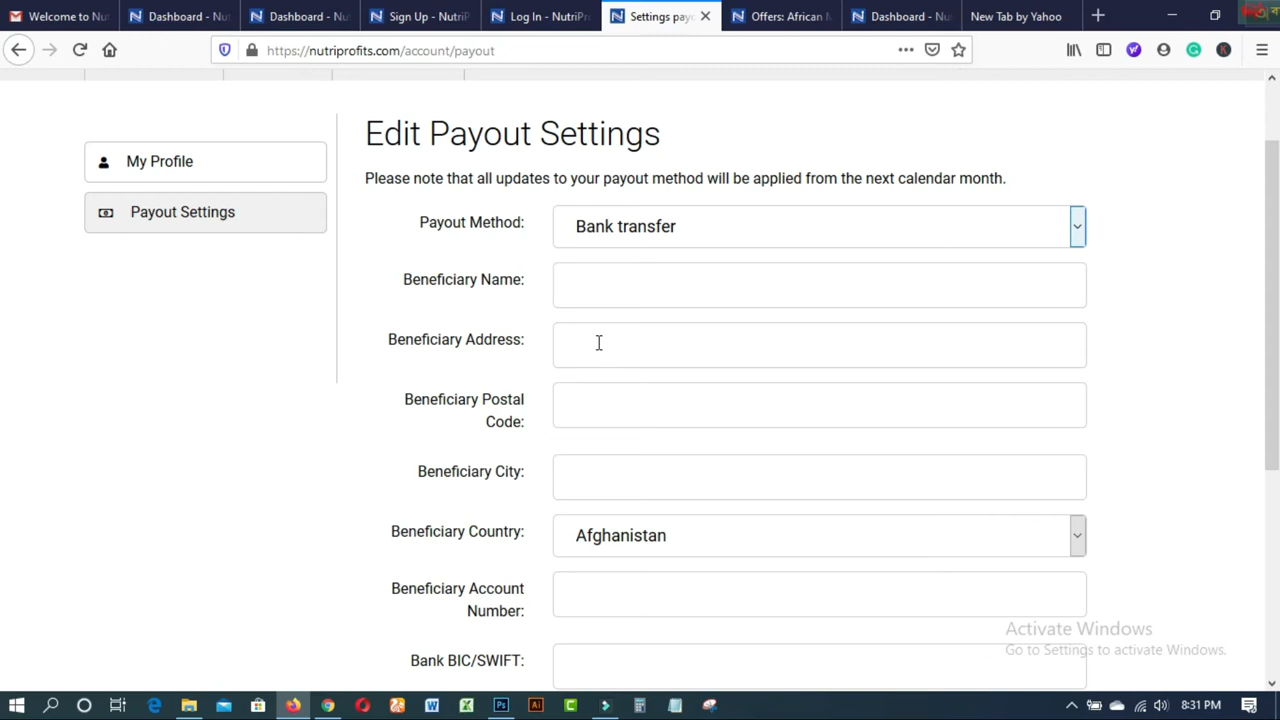 Welcome to Nu
Dashboard - Nu
Dashboard - Nu
Sign Up - NutriP
Log In - NutriPr
Settings payo
Offers: African N
Dashboard - Nu
New Tab by Yahoo
https://nutriprofits.com/account/payout
Edit Payout Settings
My Profile
Payout Settings
Please note that all updates to your payout method will be applied from the next calendar month.
Payout Method:
Bank transfer
Beneficiary Name:
Beneficiary Address:
Beneficiary Postal
Code:
Beneficiary City:
Beneficiary Country:
Afghanistan
Beneficiary Account
Number:
Bank BIC/SWIFT:
Activate Windows
Go to Settings to activate Windows.
8:31 PM